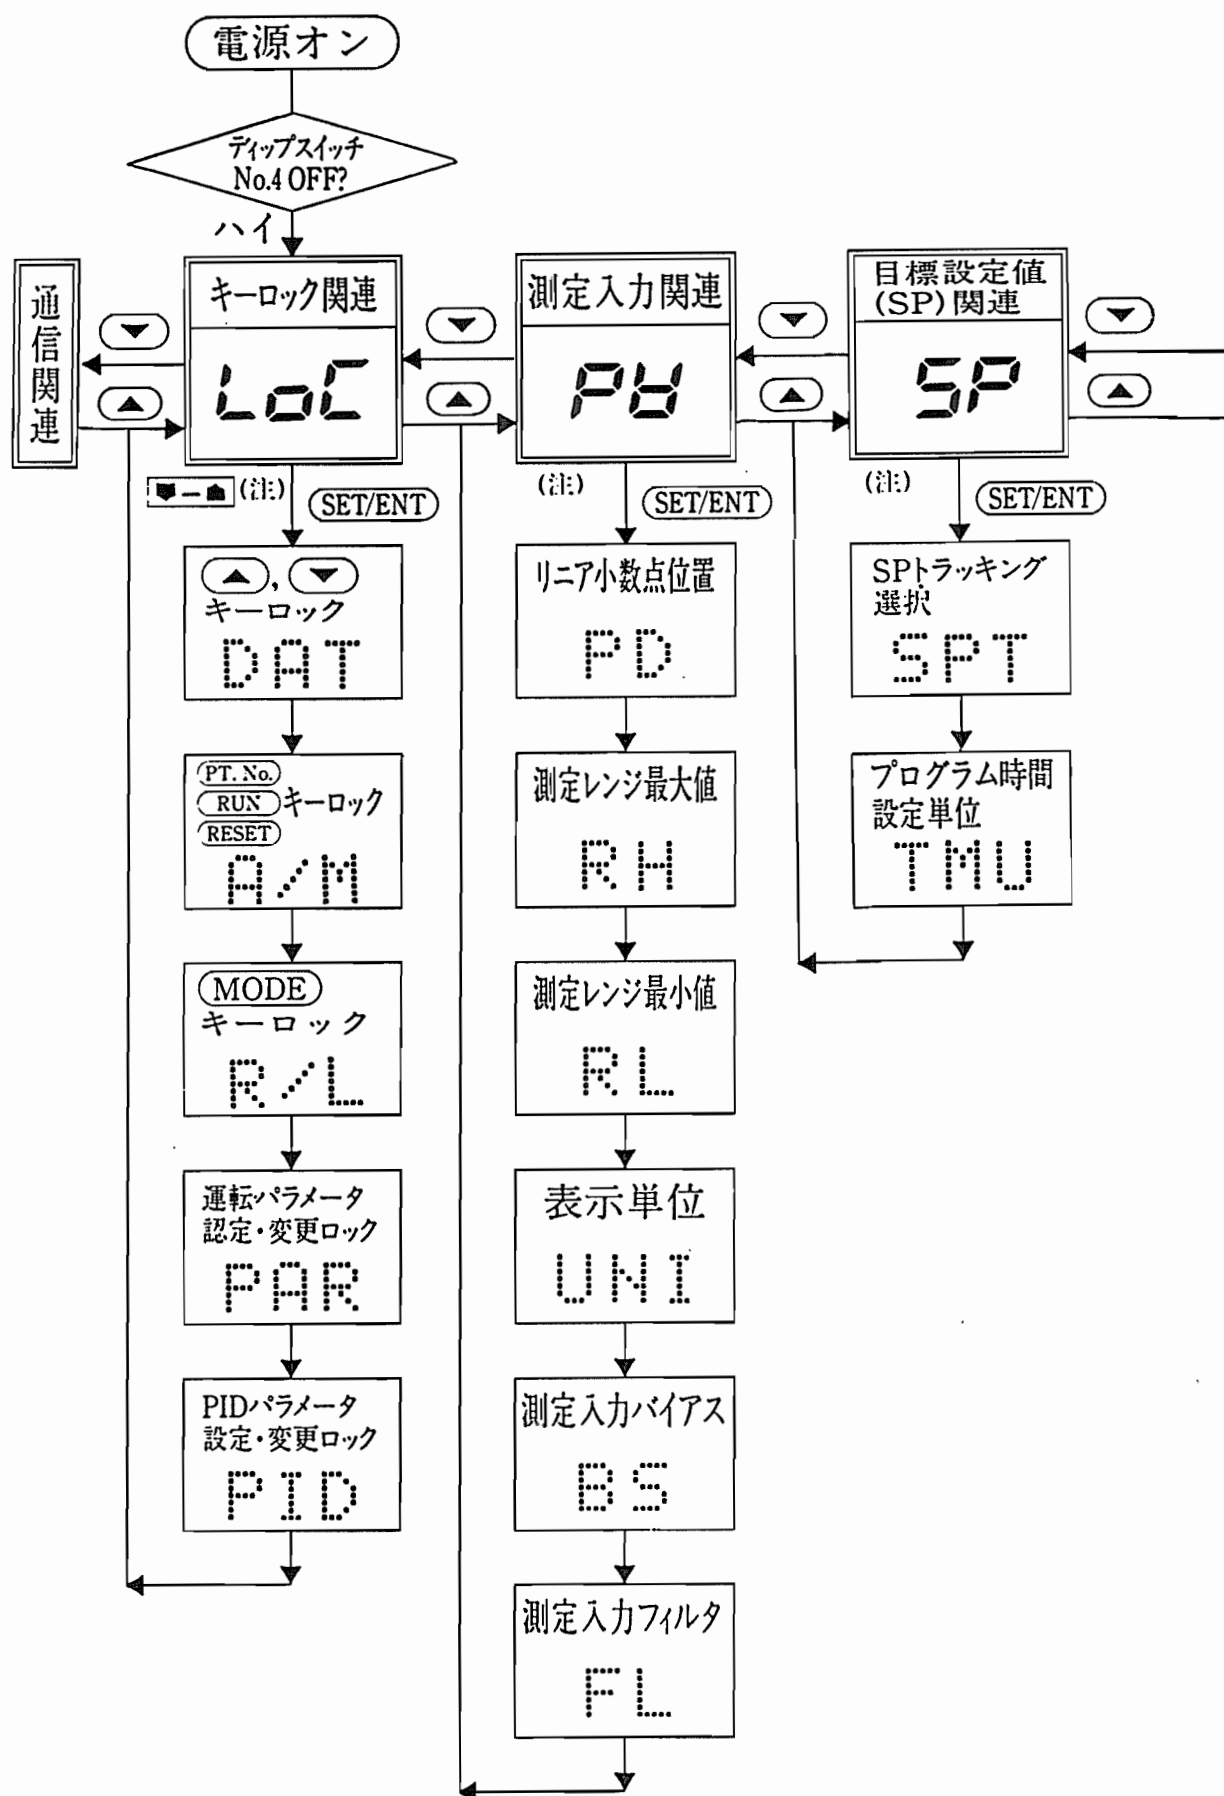 電源オン
ディップスイッチ
No.4 OFF?
ハイ
通信関連
キーロック関連
LoC
(注)
SET/ENT
キーロック
DAT
PT. No.
RUN キーロック
RESET
A/M
MODE
キーロック
R/L
運転パラメータ
認定・変更ロック
PAR
PIDパラメータ
設定・変更ロック
PID
測定入力関連
PV
(注)
SET/ENT
リニア小数点位置
PD
測定レンジ最大値
RH
測定レンジ最小値
RL
表示単位
UNI
測定入力バイアス
BS
測定入力フィルタ
FL
目標設定値
(SP)関連
SP
(注)
SET/ENT
SPトラッキング
選択
SPT
プログラム時間
設定単位
TMU